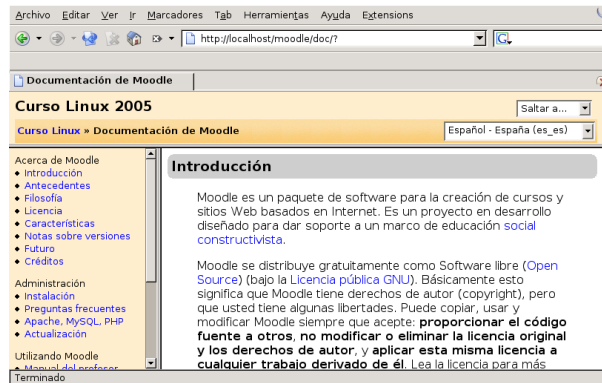 Archivo Editar Ver Ir Marcadores Tab Herramientas Ayuda Extensions
http://localhost/moodle/doc/?
G.
Documentación de Moodle
Curso Linux 2005
Saltar a...
Curso Linux » Documentación de Moodle
Español - España (es_es)
Acerca de Moodle
Introducción
Antecedentes
Filosofía
Licencia
Características
Notas sobre versiones
Futuro
Créditos
Administración
Instalación
Preguntas frecuentes
Apache, MySQL, PHP
Actualización
Utilizando Moodle
Manual del profesor
Introducción
Moodle es un paquete de software para la creación de cursos y
sitios Web basados en Internet. Es un proyecto en desarrollo
diseñado para dar soporte a un marco de educación social
constructivista.
Moodle se distribuye gratuitamente como Software libre (Open
Source) (bajo la Licencia pública GNU). Básicamente esto
significa que Moodle tiene derechos de autor (copyright), pero
que usted tiene algunas libertades. Puede copiar, usar y
modificar Moodle siempre que acepte: proporcionar el código
fuente a otros, no modificar o eliminar la licencia original
y los derechos de autor, y aplicar esta misma licencia a
cualquier trabajo derivado de él. Lea la licencia para más
Terminado